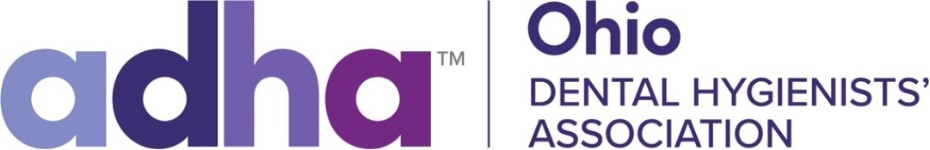 adha™
Ohio
DENTAL HYGIENISTS’
ASSOCIATION